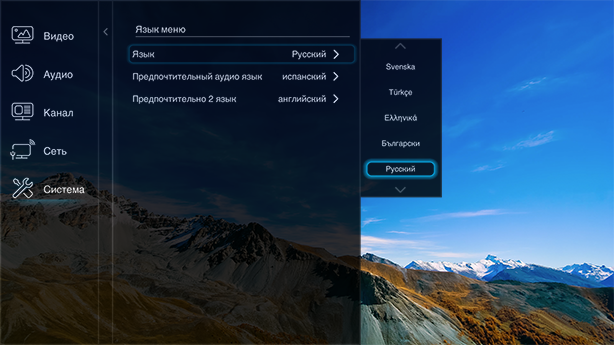 Видео
Аудио
Канал
Сеть
Система
Язык меню
Язык Русский
Предпочтительный аудио язык испанский
Предпочтительно 2 язык английский
Svenska
Türkçe
Ελληνικά
Български
Русский